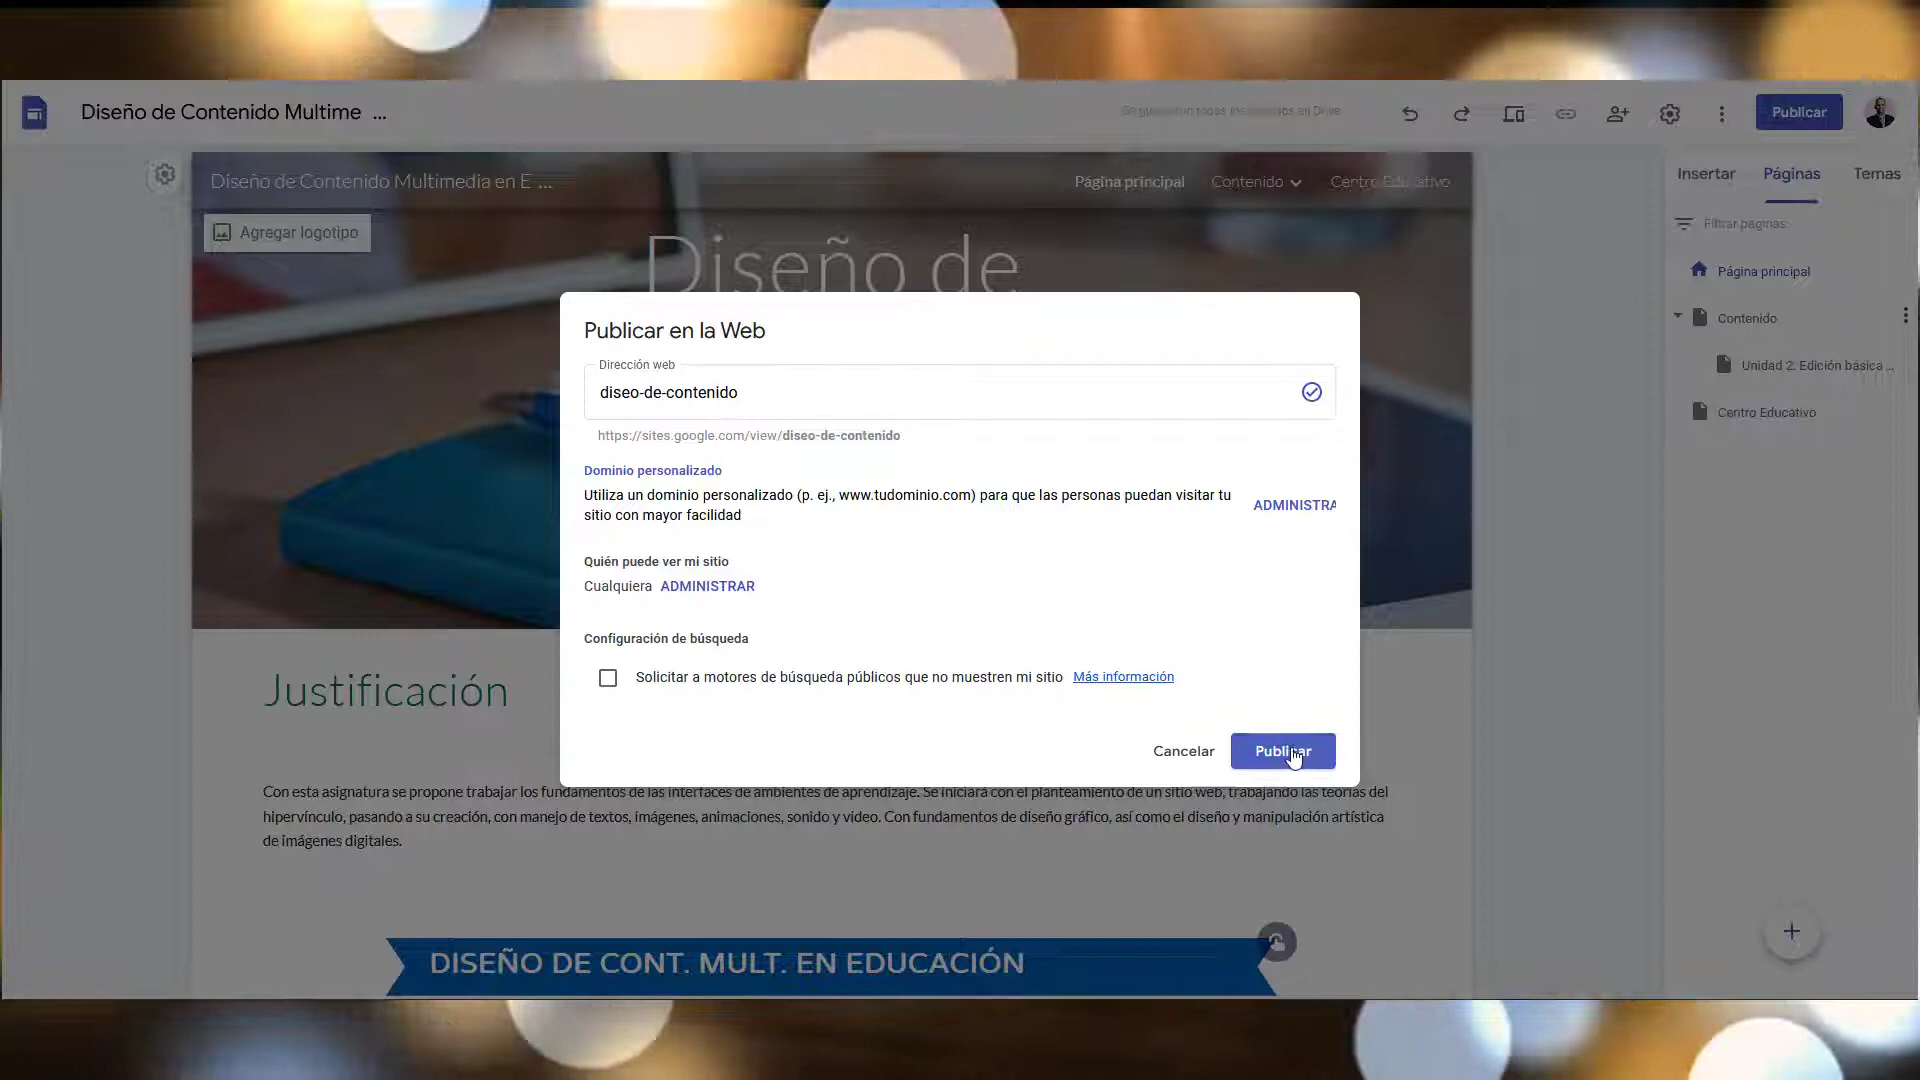 Diseño de Contenido Multime ...
Publicar
Diseño de Contenido Multimedia en E ...
Página principal
Contenido
Centro Educativo
Agregar logotipo
Diseño de
Insertar
Páginas
Temas
Filtrar páginas.
Página principal
Contenido
Unidad 2: Edición básica ...
Centro Educativo
Publicar en la Web
Dirección web
diseo-de-contenido
https://sites.google.com/view/diseo-de-contenido
Dominio personalizado
Utiliza un dominio personalizado (p. ej., www.tudominio.com) para que las personas puedan visitar tu
sitio con mayor facilidad
ADMINISTRA
Quién puede ver mi sitio
Cualquiera ADMINISTRAR
Configuración de búsqueda
Solicitar a motores de búsqueda públicos que no muestren mi sitio Más información
Cancelar
Publicar
Justificación
Con esta asignatura se propone trabajar los fundamentos de las interfaces de ambientes de aprendizaje. Se iniciará con el planteamiento de un sitio web, trabajando las teorías del
hipervínculo, pasando a su creación, con manejo de textos, imágenes, animaciones, sonido y video. Con fundamentos de diseño gráfico, así como el diseño y manipulación artística
de imágenes digitales.
DISEÑO DE CONT. MULT. EN EDUCACIÓN